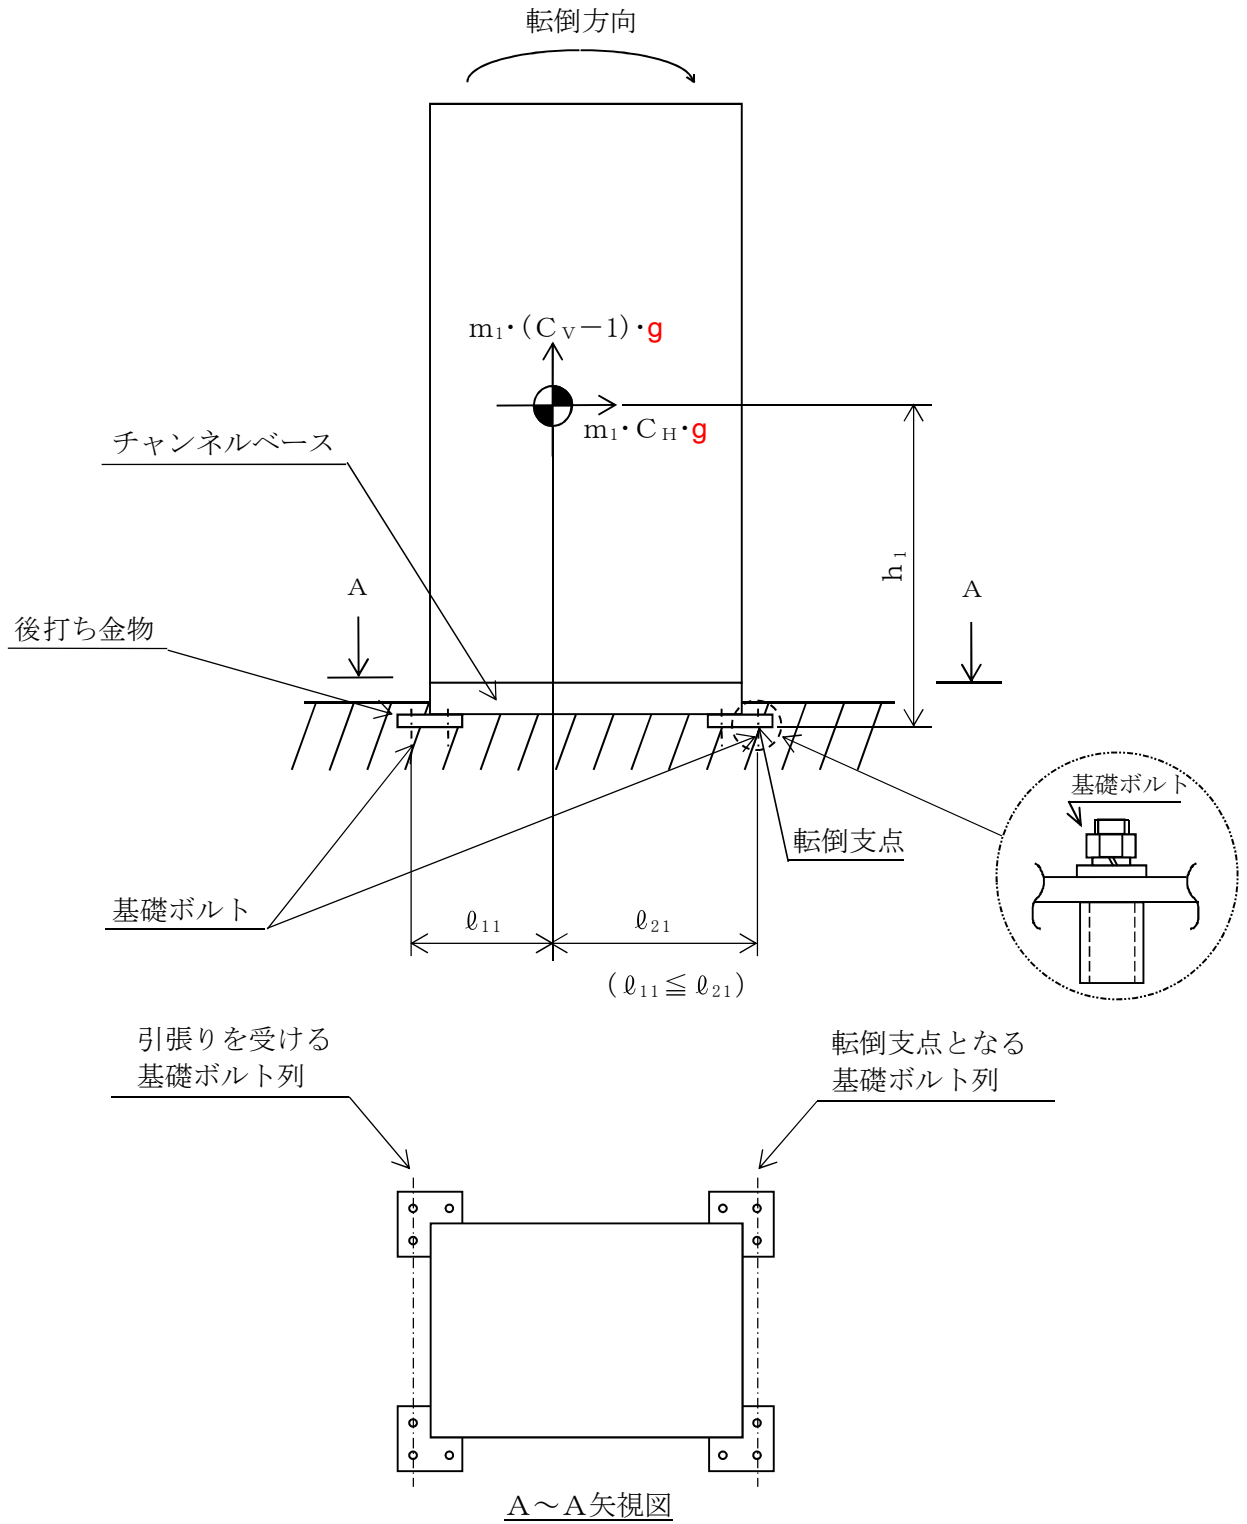 転倒方向
m₁・(CV－1)・g
m₁・CH・g
チャンネルベース
h₁
A
A
後打ち金物
基礎ボルト
転倒支点
基礎ボルト
ℓ₁₁
ℓ₂₁
(ℓ₁₁≦ℓ₂₁)
引張りを受ける
基礎ボルト列
転倒支点となる
基礎ボルト列
A～A矢視図